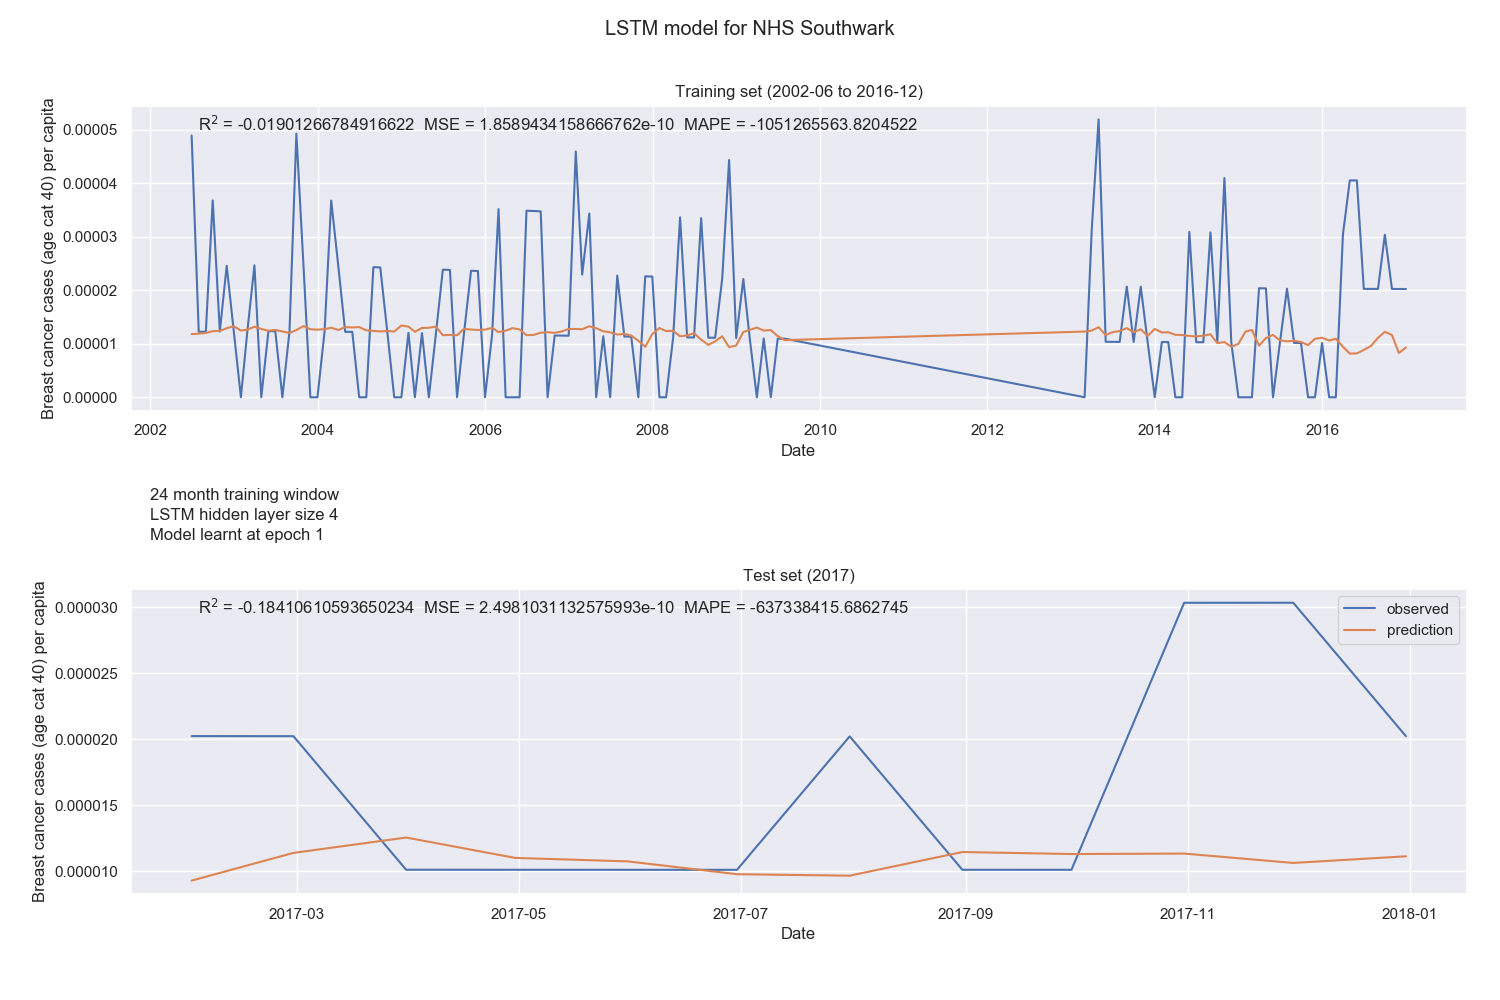 LSTM model for NHS Southwark
Training set (2002-06 to 2016-12)
R² = -0.01901266784916622 MSE = 1.8589434158666762e-10 MAPE = -1051265563.8204522
Breast cancer cases (age cat 40) per capita
0.00005
0.00004
0.00003
0.00002
0.00001
0.00000
2002 2004 2006 2008 2010 2012 2014 2016
Date
24 month training window
LSTM hidden layer size 4
Model learnt at epoch 1
Test set (2017)
R² = -0.18410610593650234 MSE = 2.4981031132575993e-10 MAPE = -637338415.6862745
observed
prediction
Breast cancer cases (age cat 40) per capita
0.000030
0.000025
0.000020
0.000015
0.000010
2017-03 2017-05 2017-07 2017-09 2017-11 2018-01
Date